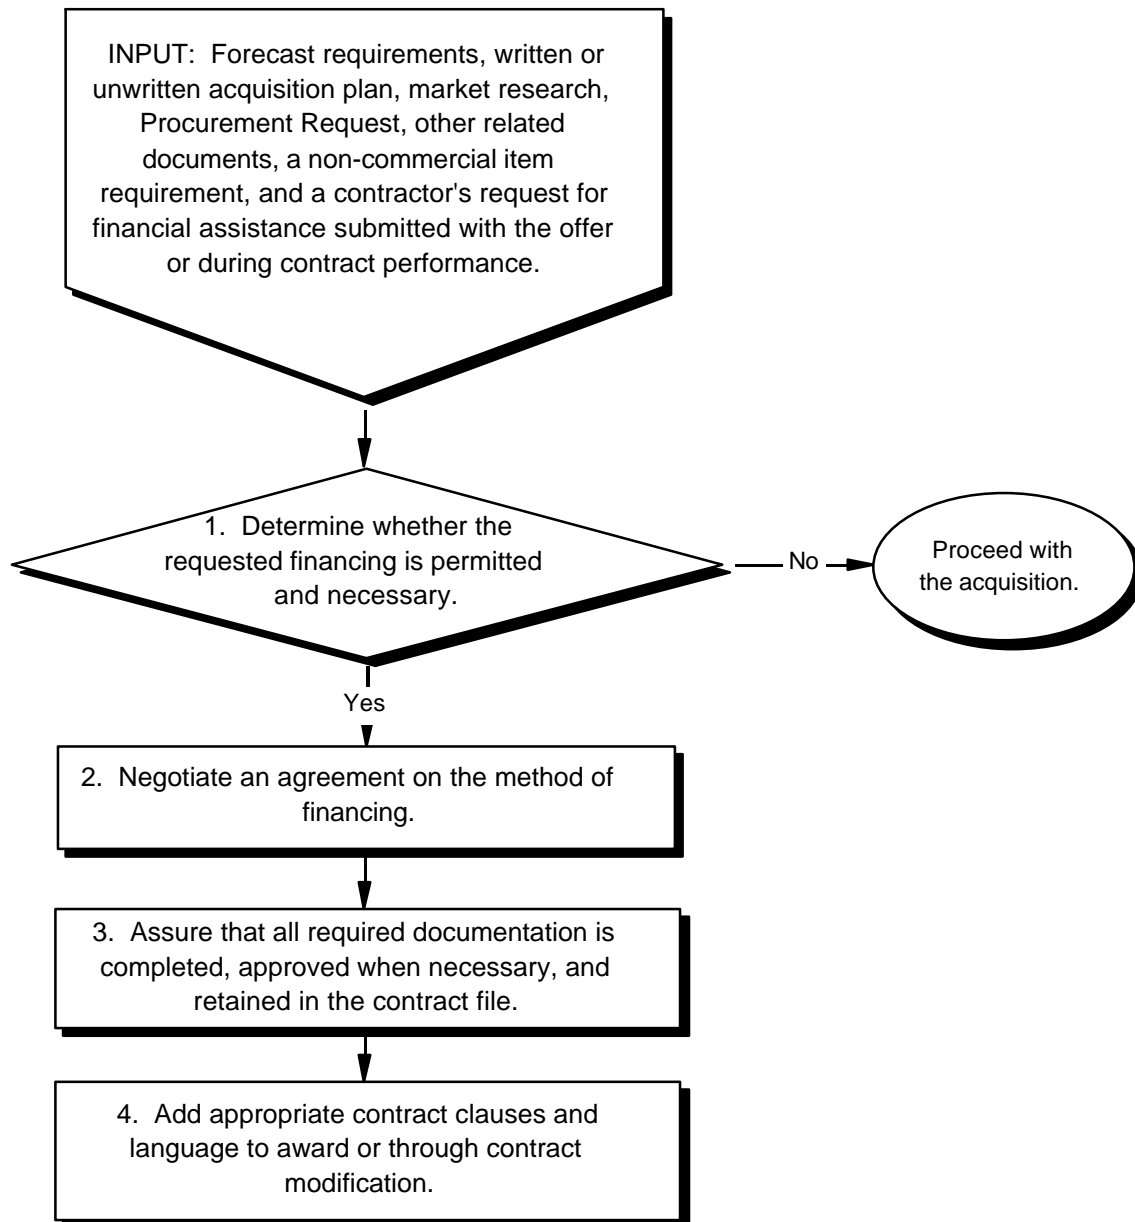 INPUT:  Forecast requirements, written or
unwritten acquisition plan, market research,
Procurement Request, other related
documents, a non-commercial item
requirement, and a contractor's request for
financial assistance submitted with the offer
or during contract performance.
1.  Determine whether the
requested financing is permitted
and necessary.
No
Proceed with
the acquisition.
Yes
2.  Negotiate an agreement on the method of
financing.
3.  Assure that all required documentation is
completed, approved when necessary, and
retained in the contract file.
4.  Add appropriate contract clauses and
language to award or through contract
modification.